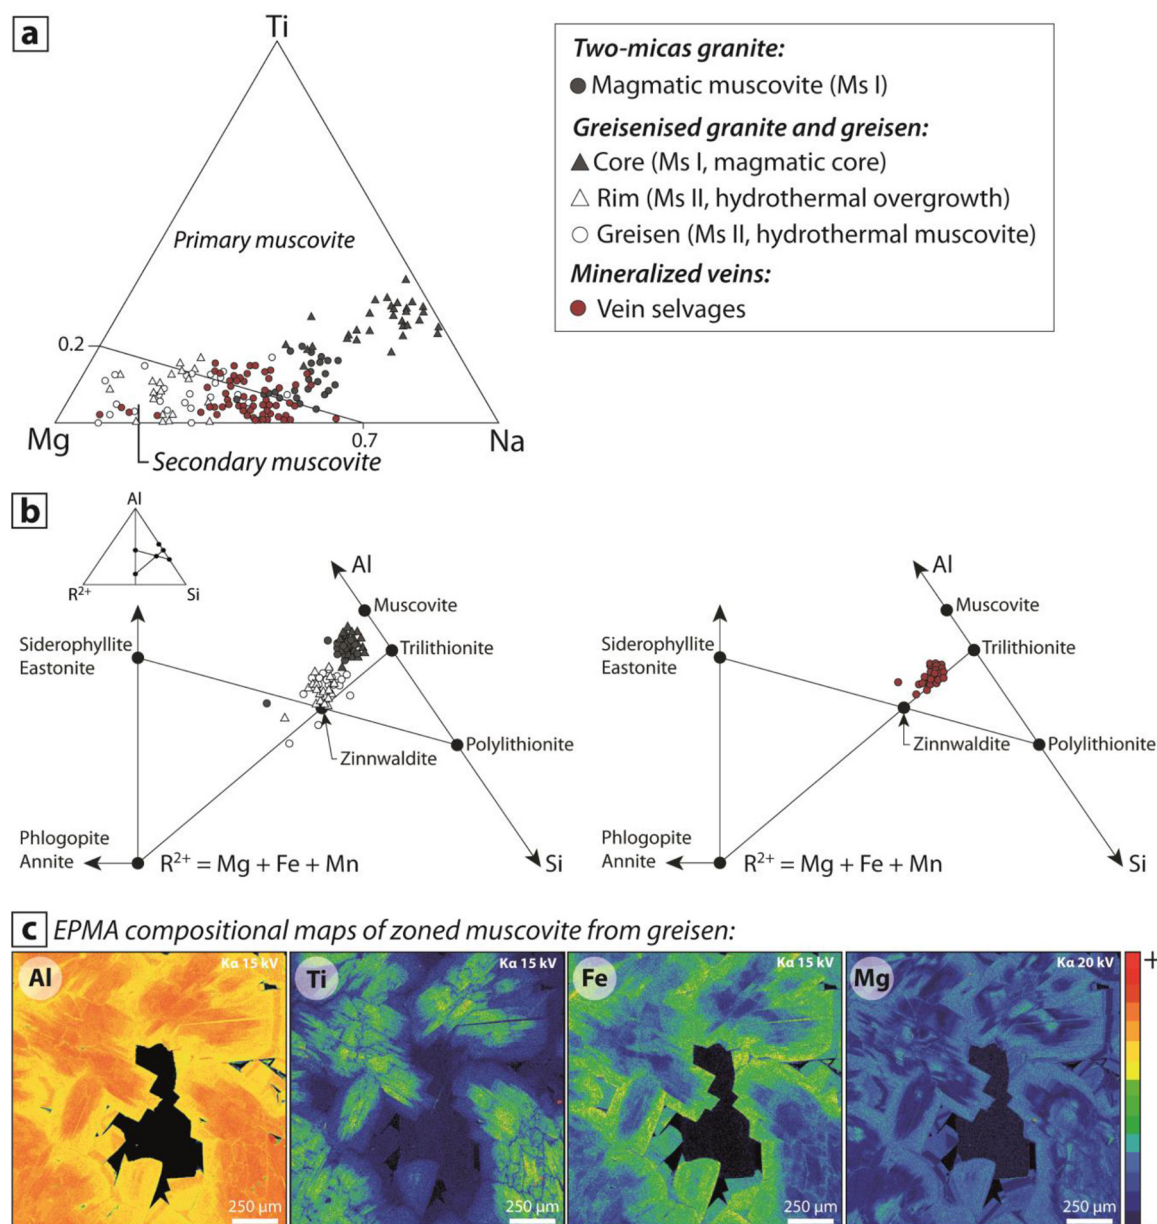 a
Ti
Primary muscovite
0.2
Mg
0.7
Na
Secondary muscovite
Two-micas granite:
Magmatic muscovite (Ms I)
Greisenised granite and greisen:
Core (Ms I, magmatic core)
Rim (Ms II, hydrothermal overgrowth)
Greisen (Ms II, hydrothermal muscovite)
Mineralized veins:
Vein selvages
b
Al
R²⁺
Si
Al
Muscovite
Siderophyllite
Eastonite
Trilithionite
Zinnwaldite
Polylithionite
Phlogopite
Annite
R²⁺ = Mg + Fe + Mn
Si
Al
Muscovite
Siderophyllite
Eastonite
Trilithionite
Zinnwaldite
Polylithionite
Phlogopite
Annite
R²⁺ = Mg + Fe + Mn
Si
c EPMA compositional maps of zoned muscovite from greisen:
Al
Kα 15 kV
250 µm
Ti
Kα 15 kV
250 µm
Fe
Kα 15 kV
250 µm
Mg
Kα 20 kV
250 µm
+
-